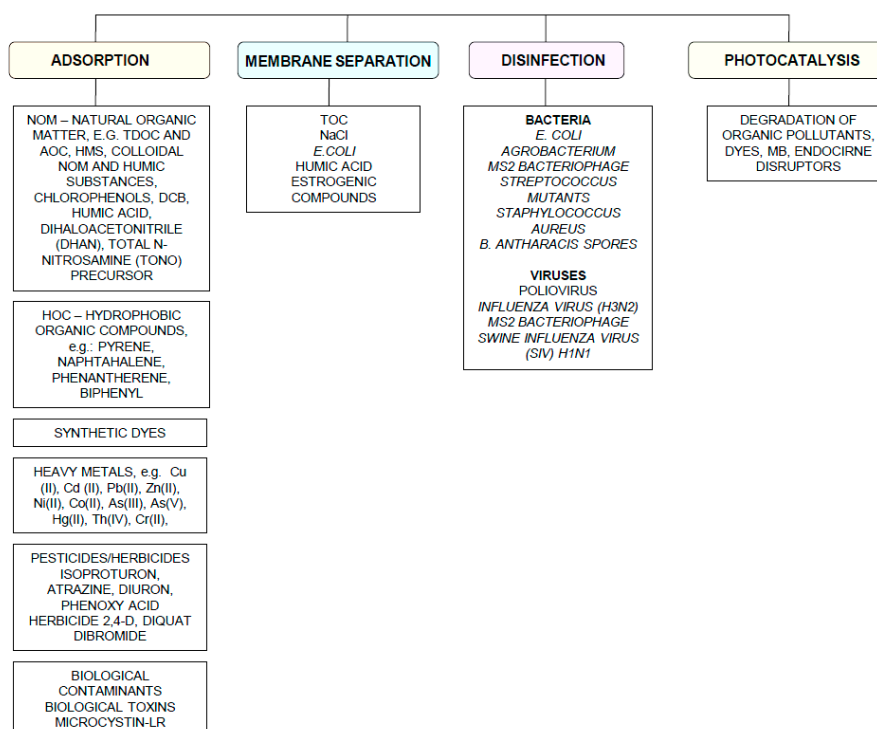 ADSORPTION
NOM – NATURAL ORGANIC
MATTER, E.G. TDOC AND
AOC, HMS, COLLOIDAL
NOM AND HUMIC
SUBSTANCES,
CHLOROPHENOLS, DCB,
HUMIC ACID,
DIHALOACETONITRILE
(DHAN), TOTAL N-
NITROSAMINE (TONO)
PRECURSOR
HOC – HYDROPHOBIC
ORGANIC COMPOUNDS,
e.g.: PYRENE,
NAPHTAHALENE,
PHENANTHERENE,
BIPHENYL
SYNTHETIC DYES
HEAVY METALS, e.g. Cu
(II), Cd (II), Pb(II), Zn(II),
Ni(II), Co(II), As(III), As(V),
Hg(II), Th(IV), Cr(II),
PESTICIDES/HERBICIDES
ISOPROTURON,
ATRAZINE, DIURON,
PHENOXY ACID
HERBICIDE 2,4-D, DIQUAT
DIBROMIDE
BIOLOGICAL
CONTAMINANTS
BIOLOGICAL TOXINS
MICROCYSTIN-LR
MEMBRANE SEPARATION
TOC
NaCl
E.COLI
HUMIC ACID
ESTROGENIC
COMPOUNDS
DISINFECTION
BACTERIA
E. COLI
AGROBACTERIUM
MS2 BACTERIOPHAGE
STREPTOCOCCUS
MUTANTS
STAPHYLOCOCCUS
AUREUS
B. ANTHARACIS SPORES
VIRUSES
POLIOVIRUS
INFLUENZA VIRUS (H3N2)
MS2 BACTERIOPHAGE
SWINE INFLUENZA VIRUS
(SIV) H1N1
PHOTOCATALYSIS
DEGRADATION OF
ORGANIC POLLUTANTS,
DYES, MB, ENDOCIRNE
DISRUPTORS